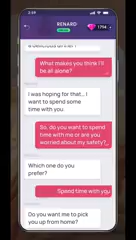 2:59
RENARD
1794
a delicious dinner?
What makes you think I'll
be all alone?
I was hoping for that... I
want to spend some
time with you.
So, do you want to spend
time with me or are you
worried about my safety?
Which one do you
prefer?
Spend time with you
Do you want me to pick
you up from home?